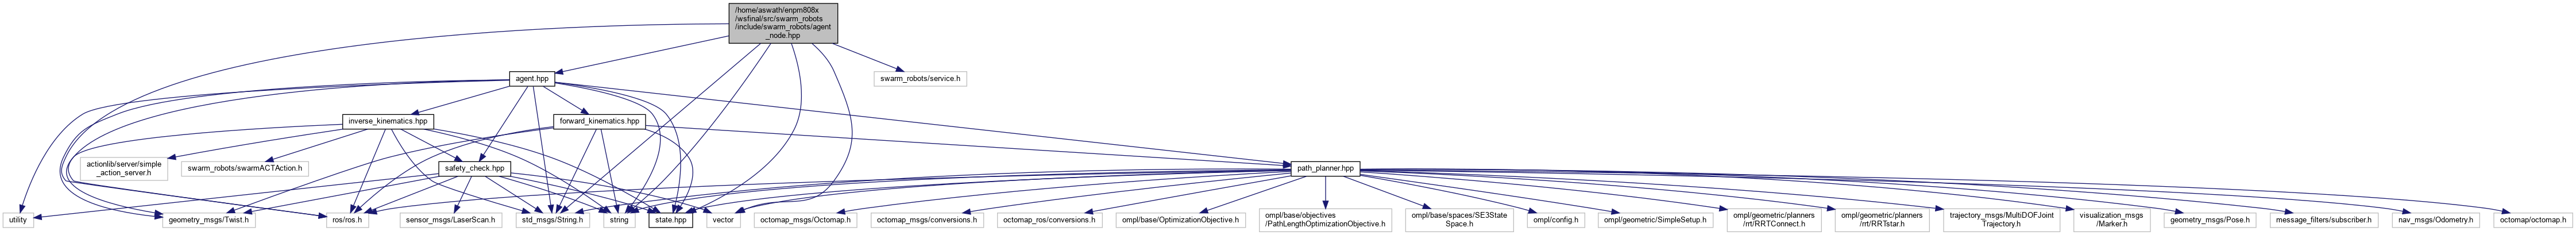 /home/aswath/enpm808x
/wsfinal/src/swarm_robots
/include/swarm_robots/agent
_node.hpp
agent.hpp
swarm_robots/service.h
inverse_kinematics.hpp
forward_kinematics.hpp
actionlib/server/simple
_action_server.h
swarm_robots/swarmACTAction.h
safety_check.hpp
path_planner.hpp
utility
geometry_msgs/Twist.h
ros/ros.h
sensor_msgs/LaserScan.h
std_msgs/String.h
string
state.hpp
vector
octomap_msgs/Octomap.h
octomap_msgs/conversions.h
octomap_ros/conversions.h
ompl/base/OptimizationObjective.h
ompl/base/objectives
/PathLengthOptimizationObjective.h
ompl/base/spaces/SE3State
Space.h
ompl/config.h
ompl/geometric/SimpleSetup.h
ompl/geometric/planners
/rrt/RRTConnect.h
ompl/geometric/planners
/rrt/RRTstar.h
trajectory_msgs/MultiDOFJoint
Trajectory.h
visualization_msgs
/Marker.h
geometry_msgs/Pose.h
message_filters/subscriber.h
nav_msgs/Odometry.h
octomap/octomap.h